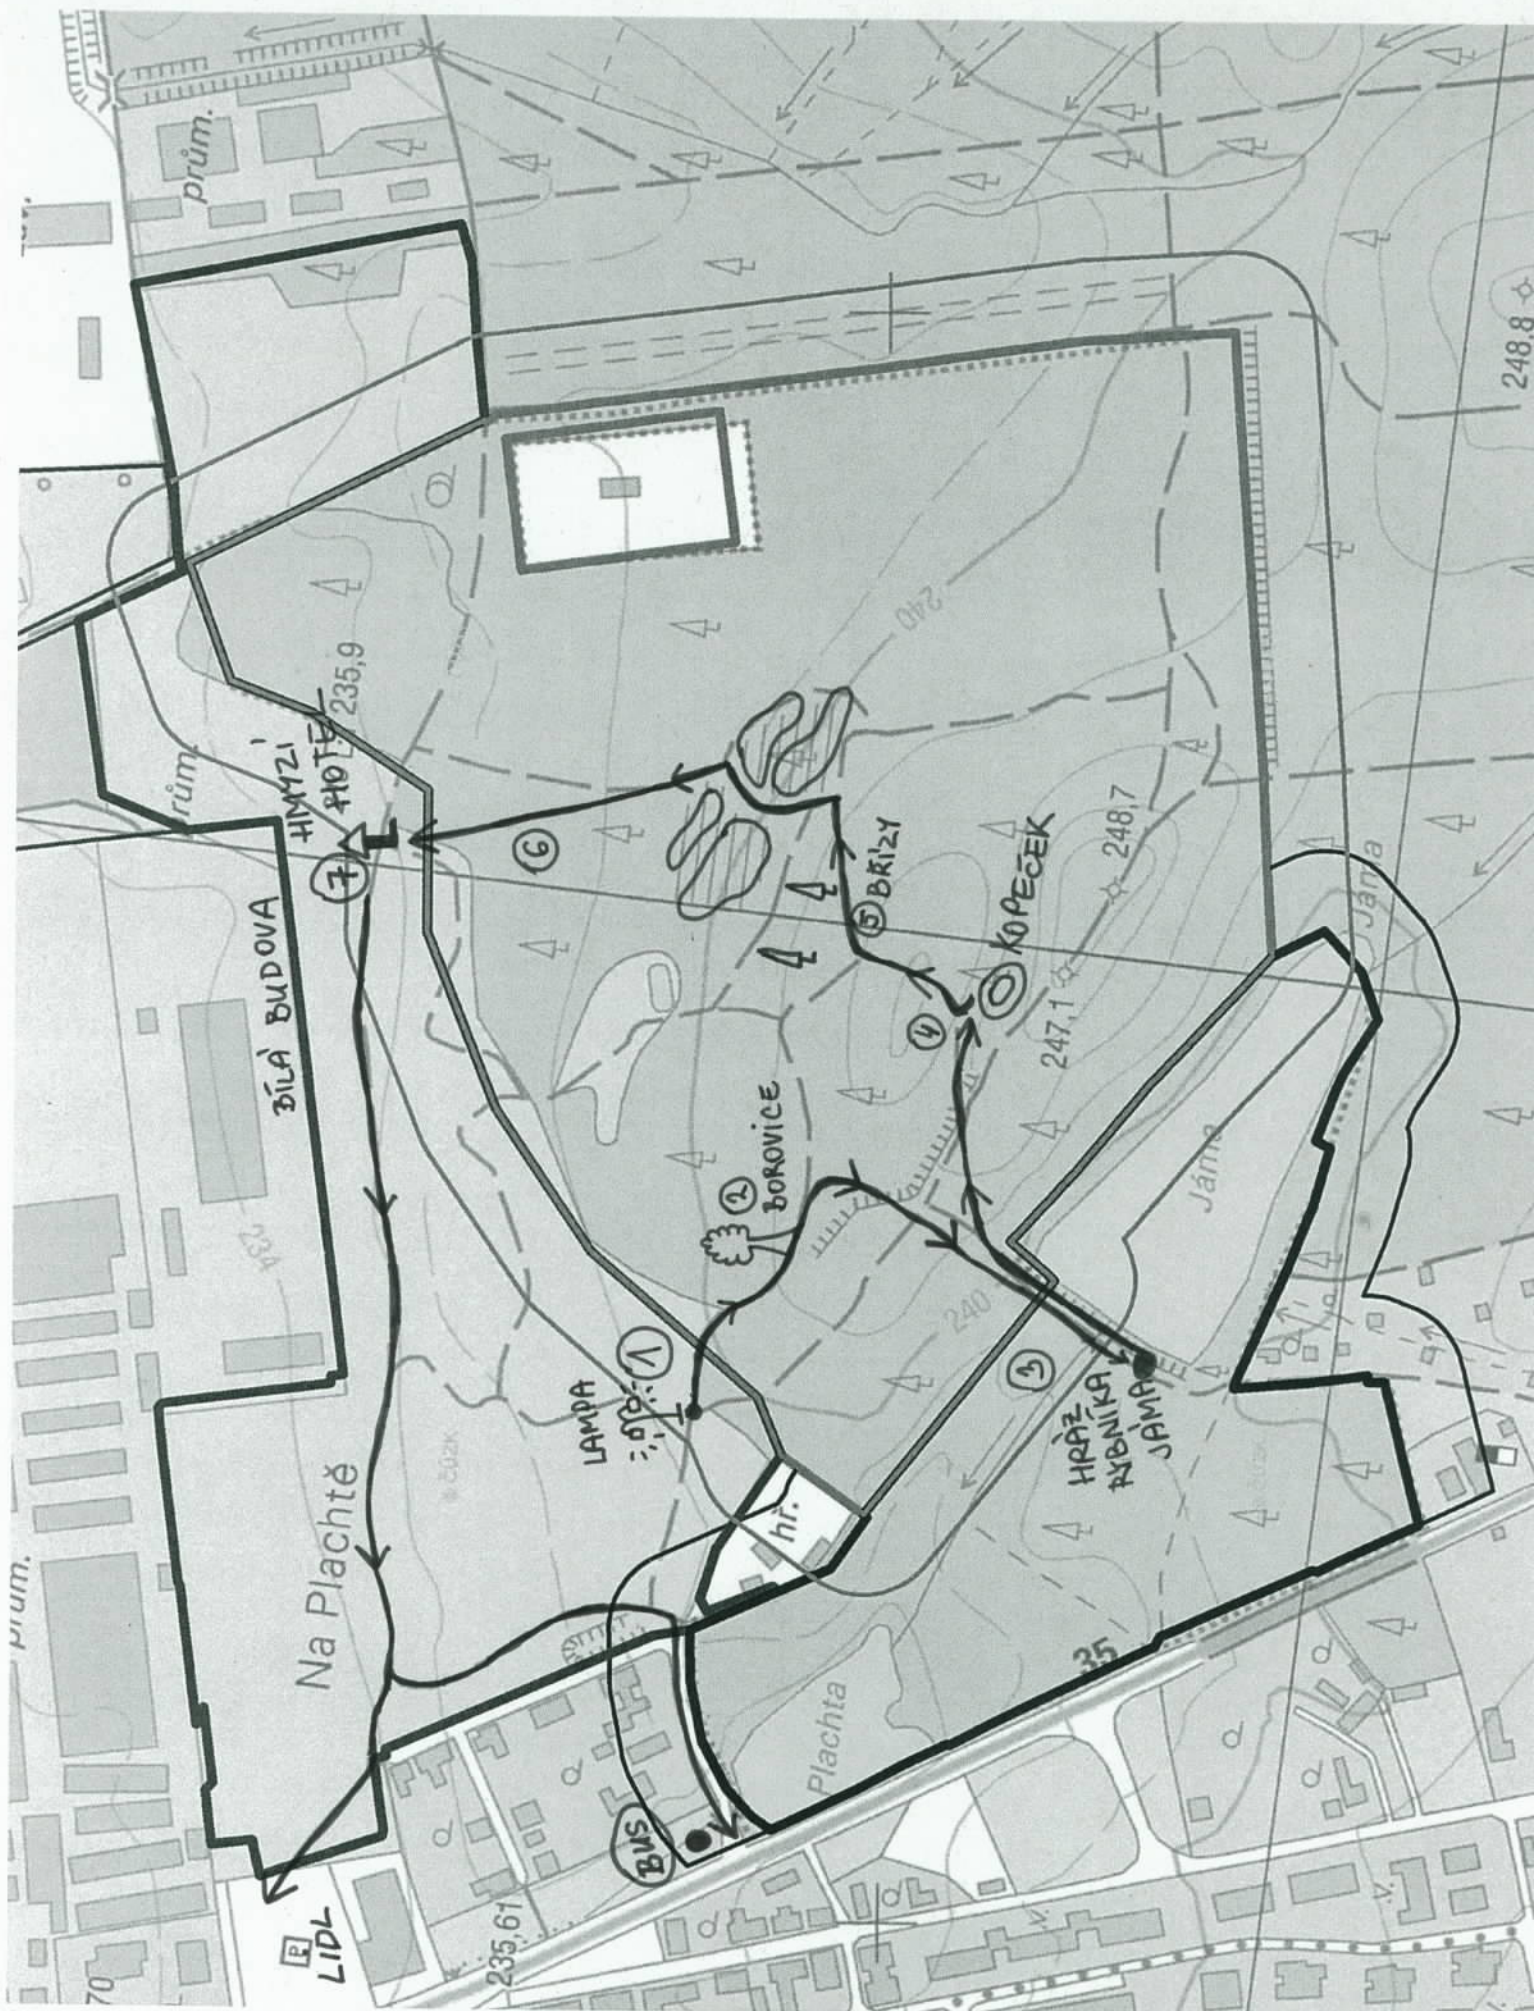 prům.
prům.
248,8
240
235,9
HMYZÍ
HOTEL
7
6
BÍLÁ BUDOVA
5 BŘÍZY
4
KOPEČEK
248,7
247,1
Jáma
Jáma
2
BOROVICE
LAMPA
1
3
HRÁZ
RYBNÍKA
JÁMA
234
240
© ČÚZK
Na Plachtě
hř.
Plachta
35
prům.
BUS
P
LIDL
235,61
70